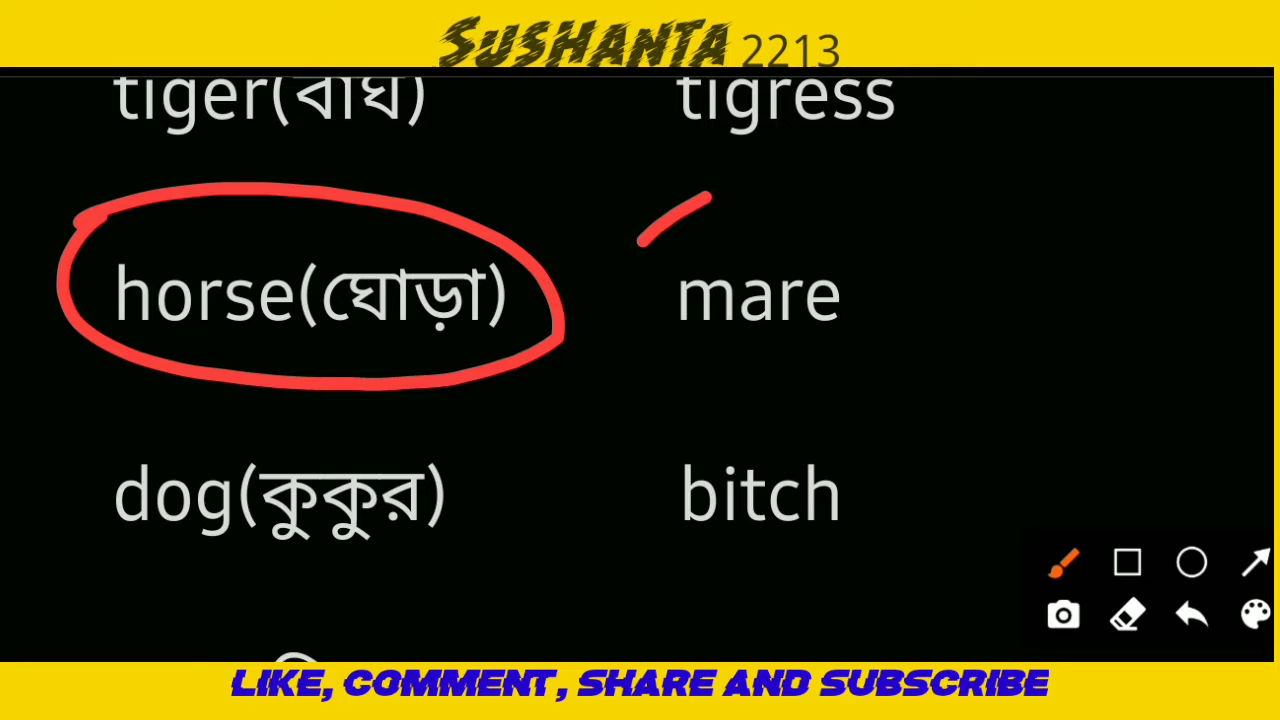 SUSHANTA 2213
tiger(বাঘ) tigress
horse(ঘোড়া) mare
dog(কুকুর) bitch
LIKE, COMMENT, SHARE AND SUBSCRIBE